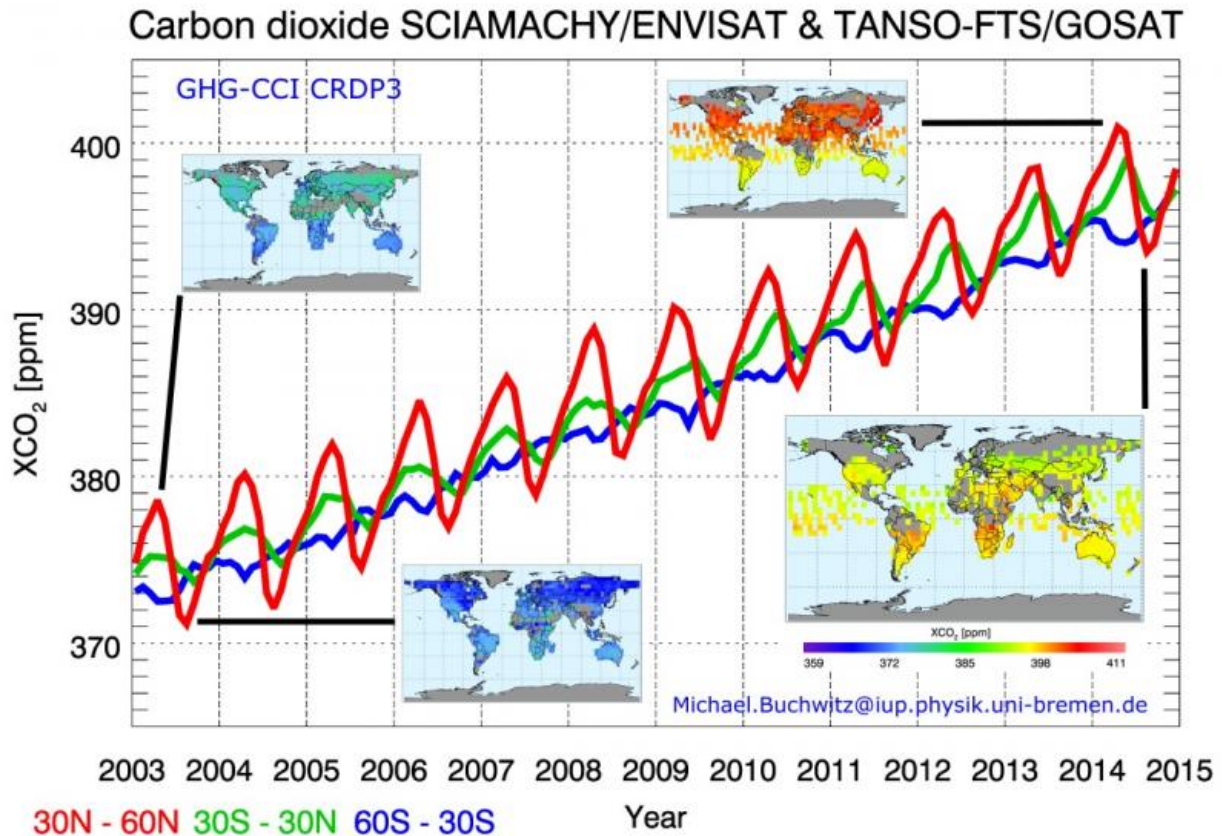 Carbon dioxide SCIAMACHY/ENVISAT & TANSO-FTS/GOSAT
GHG-CCI CRDP3
400
390
380
370
XCO₂ [ppm]
XCO₂ [ppm]
359 372 385 398 411
Michael.Buchwitz@iup.physik.uni-bremen.de
2003 2004 2005 2006 2007 2008 2009 2010 2011 2012 2013 2014 2015
30N - 60N 30S - 30N 60S - 30S Year